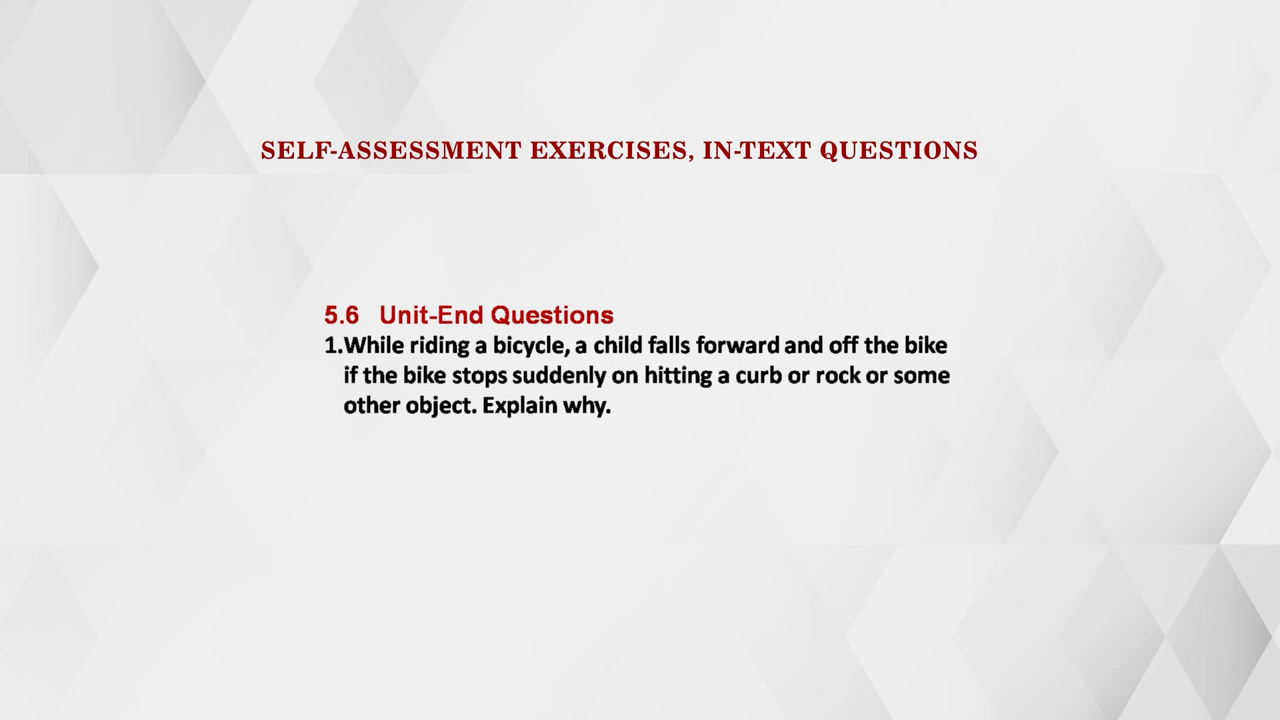 SELF-ASSESSMENT EXERCISES, IN-TEXT QUESTIONS
5.6 Unit-End Questions
1.While riding a bicycle, a child falls forward and off the bike
if the bike stops suddenly on hitting a curb or rock or some
other object. Explain why.